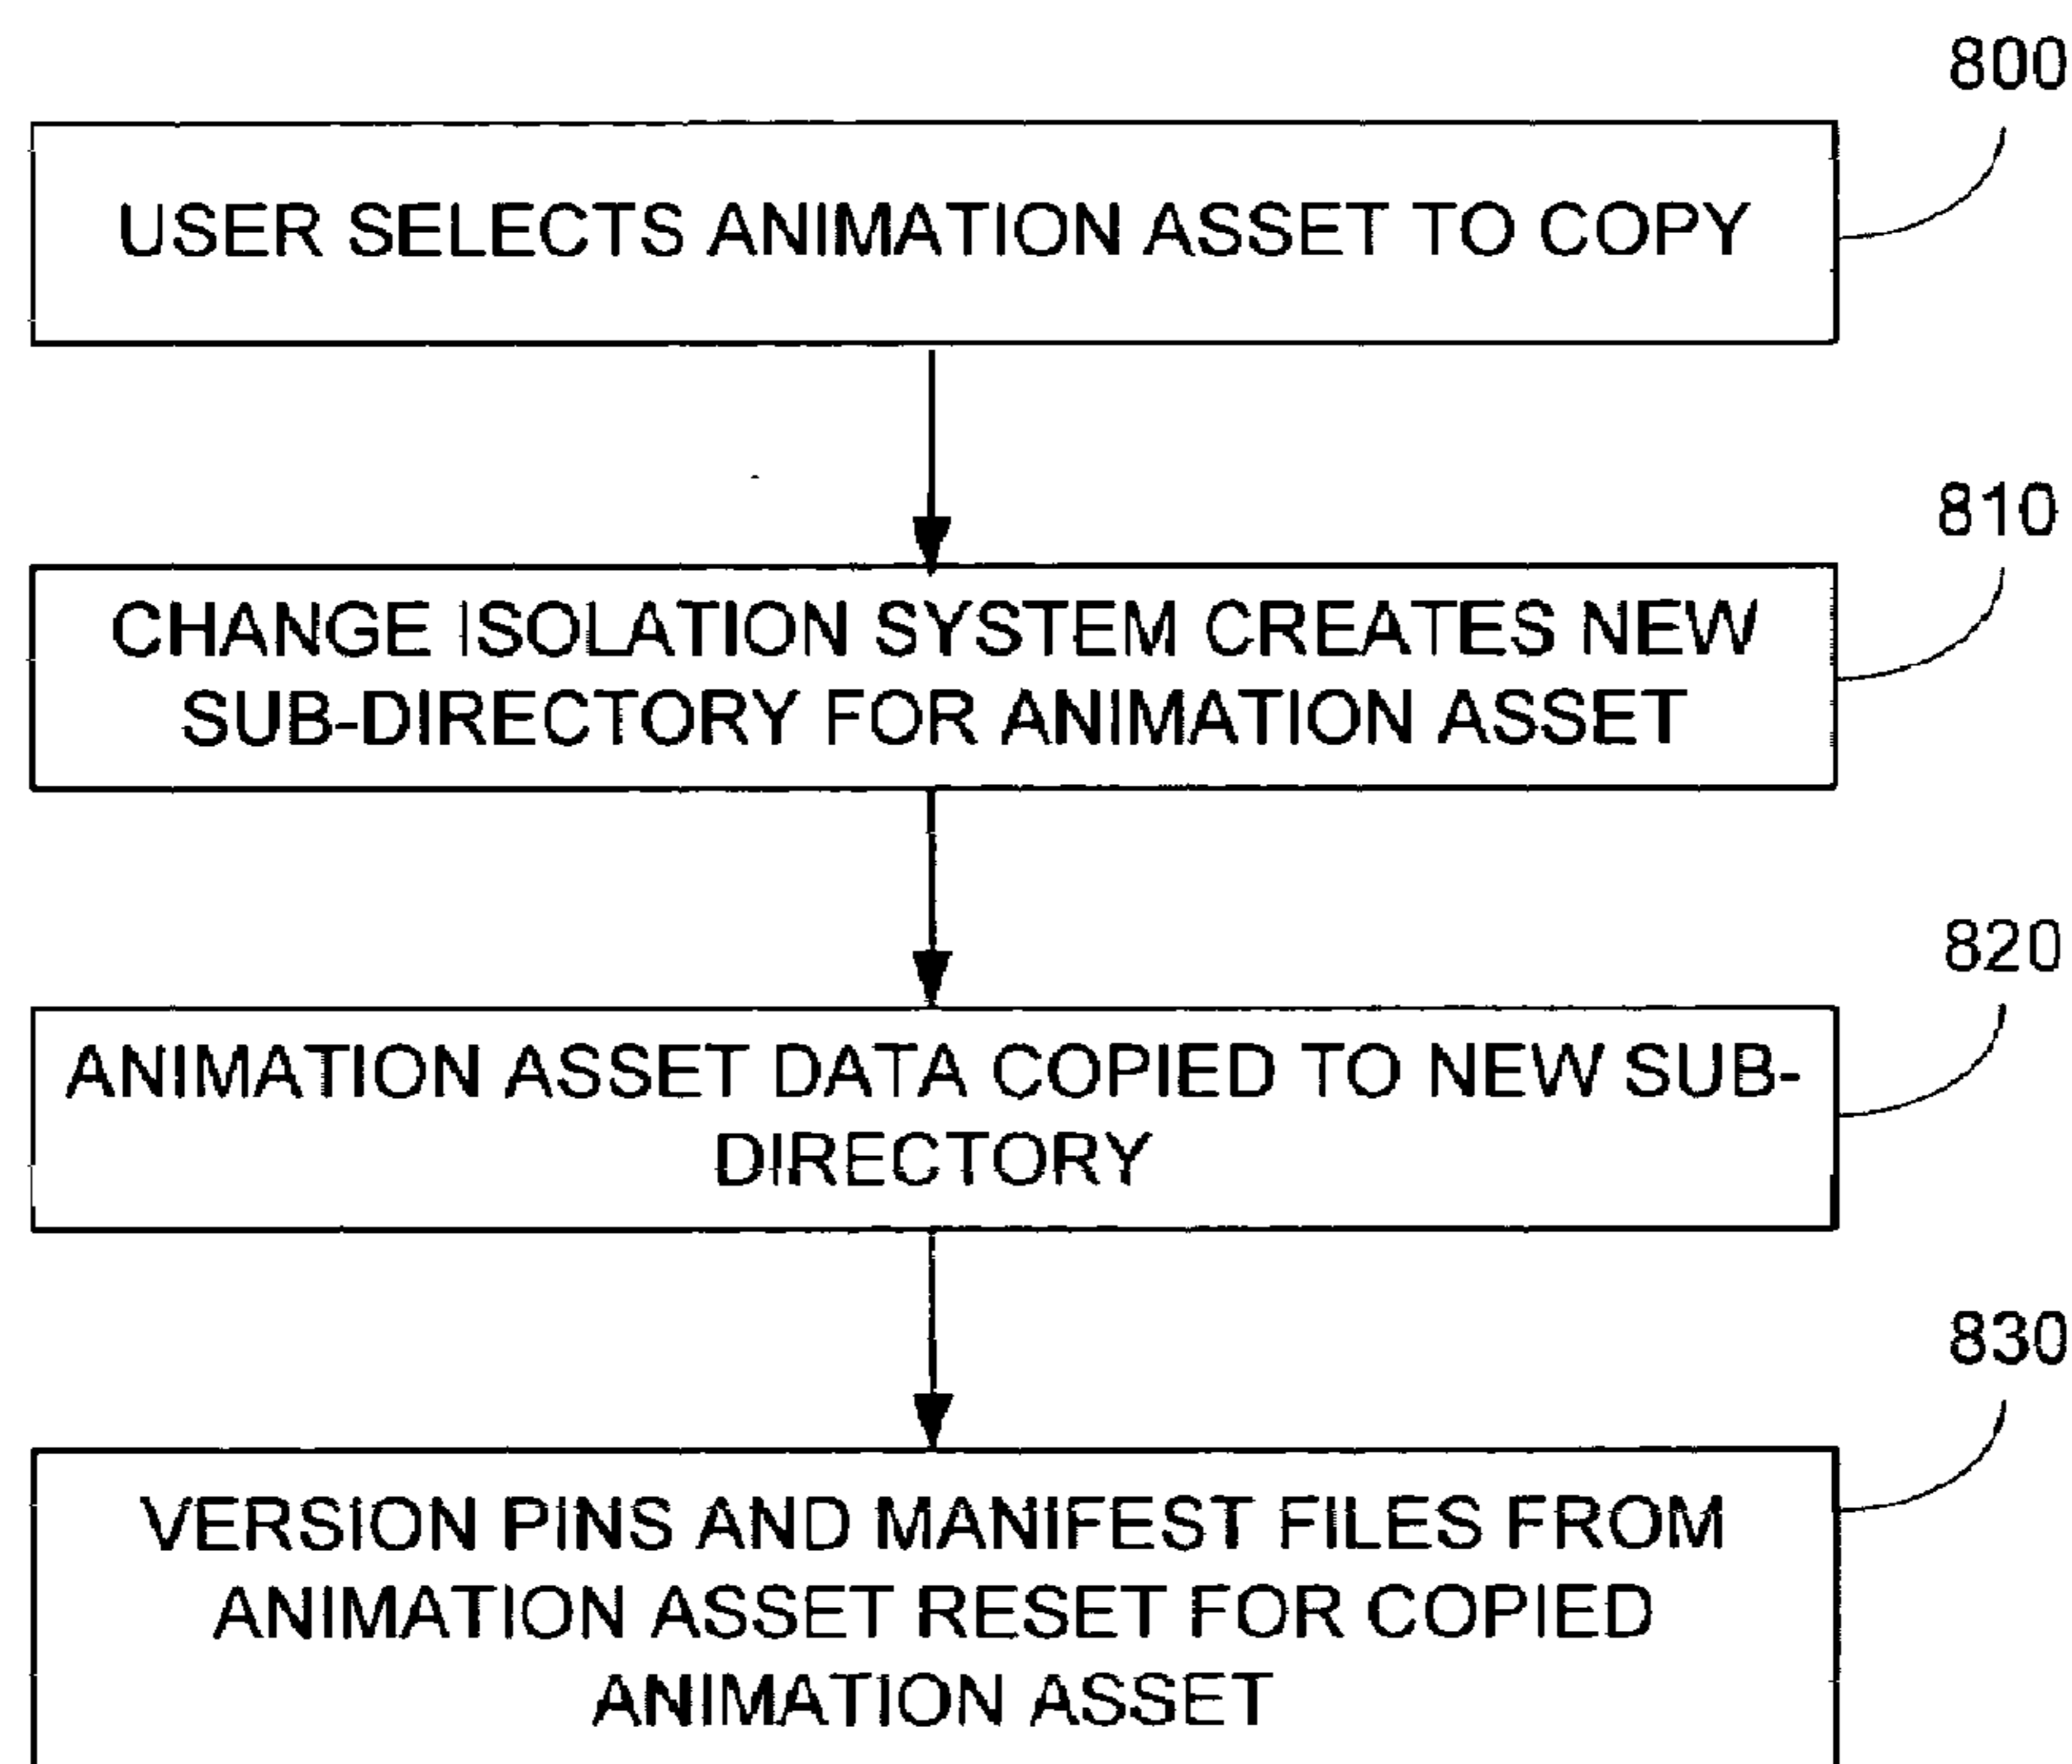 800
USER SELECTS ANIMATION ASSET TO COPY
810
CHANGE ISOLATION SYSTEM CREATES NEW
SUB-DIRECTORY FOR ANIMATION ASSET
820
ANIMATION ASSET DATA COPIED TO NEW SUB-
DIRECTORY
830
VERSION PINS AND MANIFEST FILES FROM
ANIMATION ASSET RESET FOR COPIED
ANIMATION ASSET